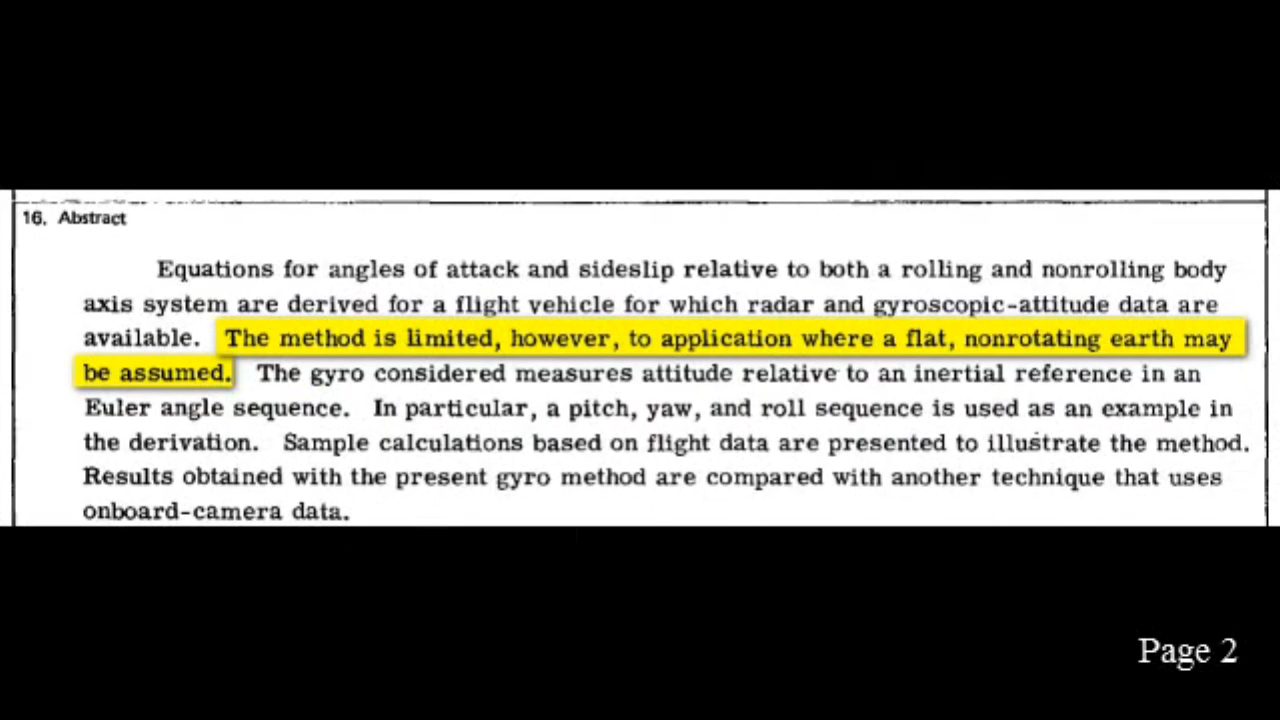 16. Abstract
Equations for angles of attack and sideslip relative to both a rolling and nonrolling body
axis system are derived for a flight vehicle for which radar and gyroscopic-attitude data are
available. The method is limited, however, to application where a flat, nonrotating earth may
be assumed. The gyro considered measures attitude relative to an inertial reference in an
Euler angle sequence. In particular, a pitch, yaw, and roll sequence is used as an example in
the derivation. Sample calculations based on flight data are presented to illustrate the method.
Results obtained with the present gyro method are compared with another technique that uses
onboard-camera data.
Page 2